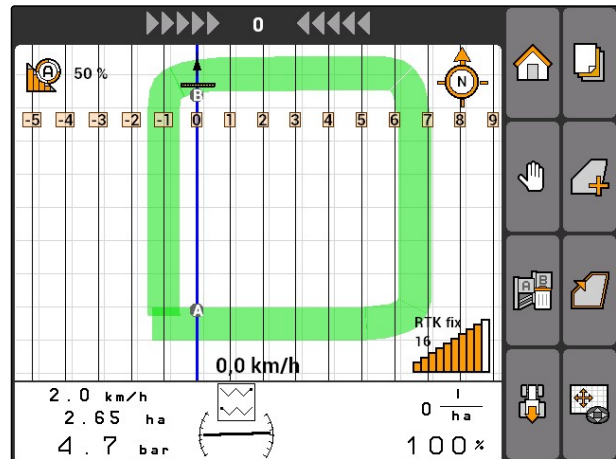 0
A
50 %
N
B
-5 -4 -3 -2 -1 0 1 2 3 4 5 6 7 8 9
A B
A
RTK fix
16
0,0 km/h
2.0 km/h
2.65 ha
4.7 bar
0 l/ha
100%